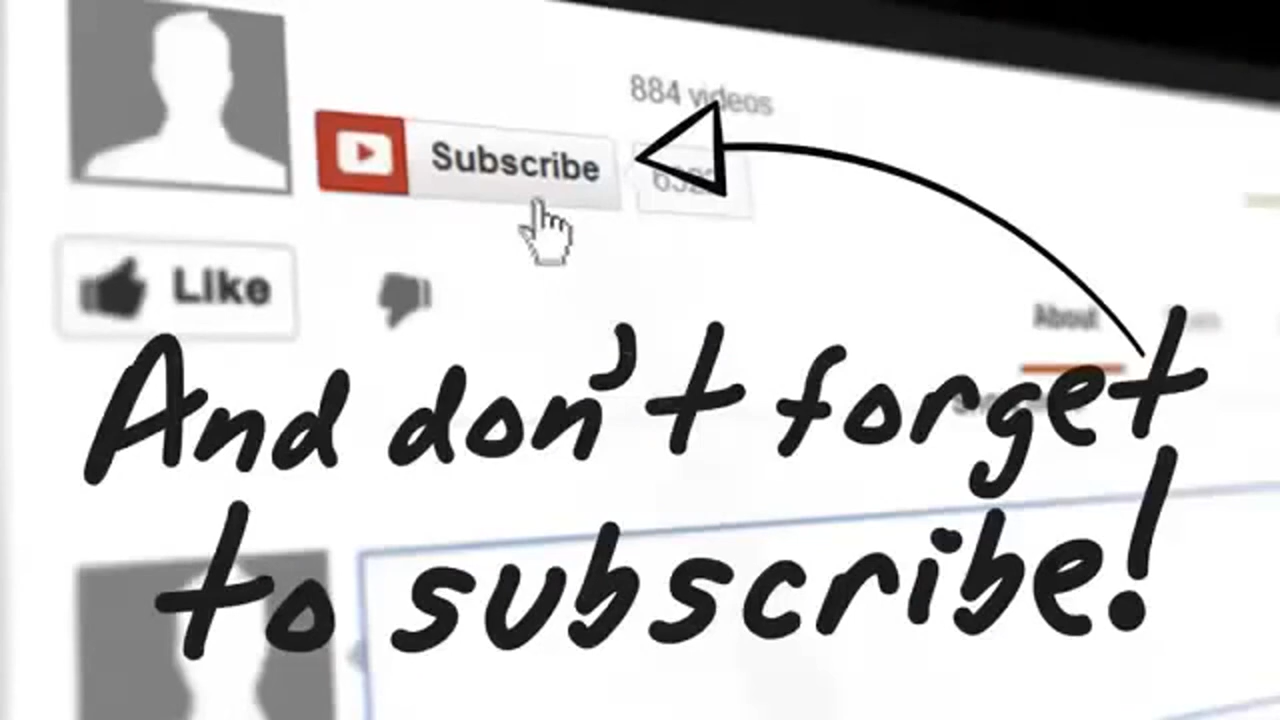 884 videos
Subscribe
Like
About
And don't forget
to subscribe!